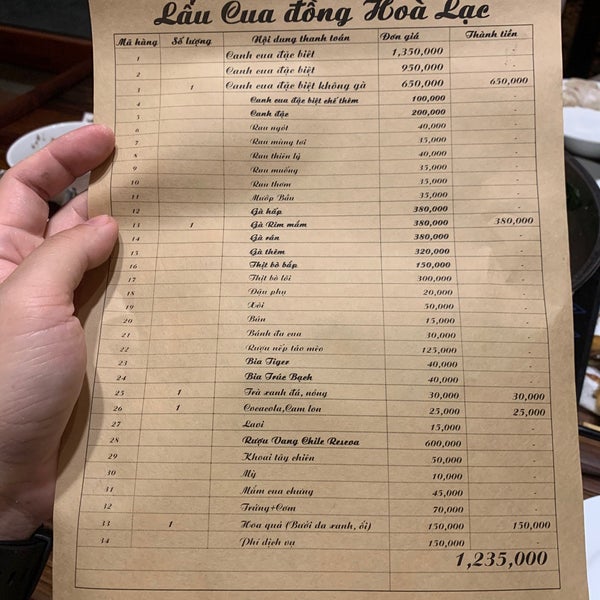 Lẩu Cua đồng Hoà Lạc
Mã hàng Số lượng Nội dung thanh toán Đơn giá Thành tiền
1 Canh cua đặc biêt 1,350,000 -
2 Canh cua đặc biệt 950,000 -
3 1 Canh cua đặc biệt không gà 650,000 650,000
4 Canh cua đặc biệt chế thêm 100,000 -
5 Canh đặc 200,000 -
6 Rau ngót 40,000 -
7 Rau mùng tơi 35,000 -
8 Rau thiên lý 40,000 -
9 Rau muống 35,000 -
10 Rau thơm 35,000 -
11 Mướp Bầu 35,000 -
12 Gà hấp 380,000 -
13 1 Gà Rim mắm 380,000 380,000
14 Gà rán 380,000 -
15 Gà thêm 320,000 -
16 Thịt bò bắp 150,000 -
17 Thịt bò lõi 300,000 -
18 Đậu phụ 20,000 -
19 Xôi 50,000 -
20 Bún 15,000 -
21 Bánh đa cua 30,000 -
22 Rượu nếp táo mèo 125,000 -
23 Bia Tiger 40,000 -
24 Bia Trúc Bạch 40,000 -
25 1 Trà xanh đá, nóng 30,000 30,000
26 1 Cocacola,Cam lon 25,000 25,000
27 Lavi 15,000 -
28 Rượu Vang Chile Reseva 600,000 -
29 Khoai tây chiên 50,000 -
30 Mỳ 10,000 -
31 Mắm cua chưng 45,000 -
32 Trứng+Cơm 70,000 -
33 1 Hoa quả (Bưởi da xanh, ổi) 150,000 150,000
34 Phí dịch vụ 150,000 -
1,235,000